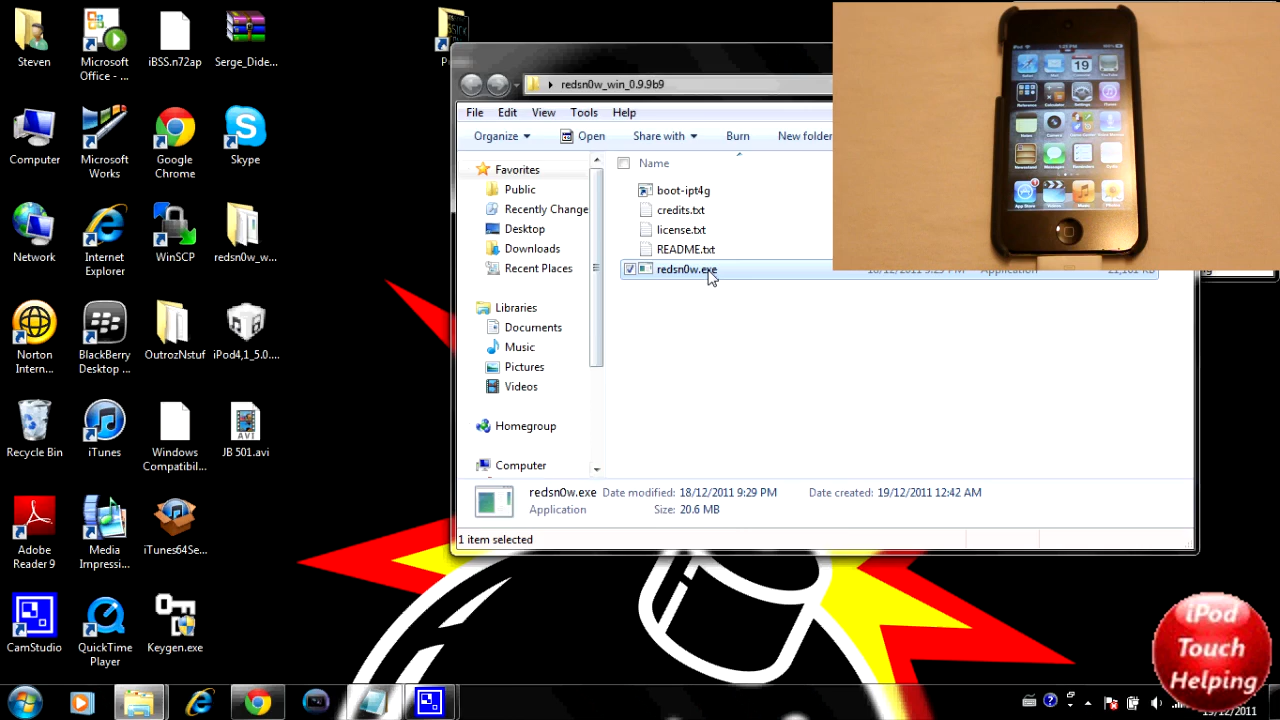 Steven
Microsoft Office - ...
iBSS.n72ap
Serge_Dide...
Computer
Microsoft Works
Google Chrome
Skype
Network
Internet Explorer
WinSCP
redsn0w_w...
Norton Intern...
BlackBerry Desktop ...
OutrozNstuf
iPod4,1_5.0....
Recycle Bin
iTunes
Windows Compatibil...
JB 501.avi
AVI
Adobe Reader 9
Media Impressi...
iTunes64Se...
CamStudio
QuickTime Player
Keygen.exe
redsn0w_win_0.9.9b9
File Edit View Tools Help
Organize Open Share with Burn New folder
Favorites
Public
Recently Change
Desktop
Downloads
Recent Places
Libraries
Documents
Music
Pictures
Videos
Homegroup
Computer
Name
boot-ipt4g
credits.txt
license.txt
README.txt
redsn0w.exe
redsn0w.exe Date modified: 18/12/2011 9:29 PM Date created: 19/12/2011 12:42 AM
Application Size: 20.6 MB
1 item selected
iPod
Touch
Helping
19/12/2011